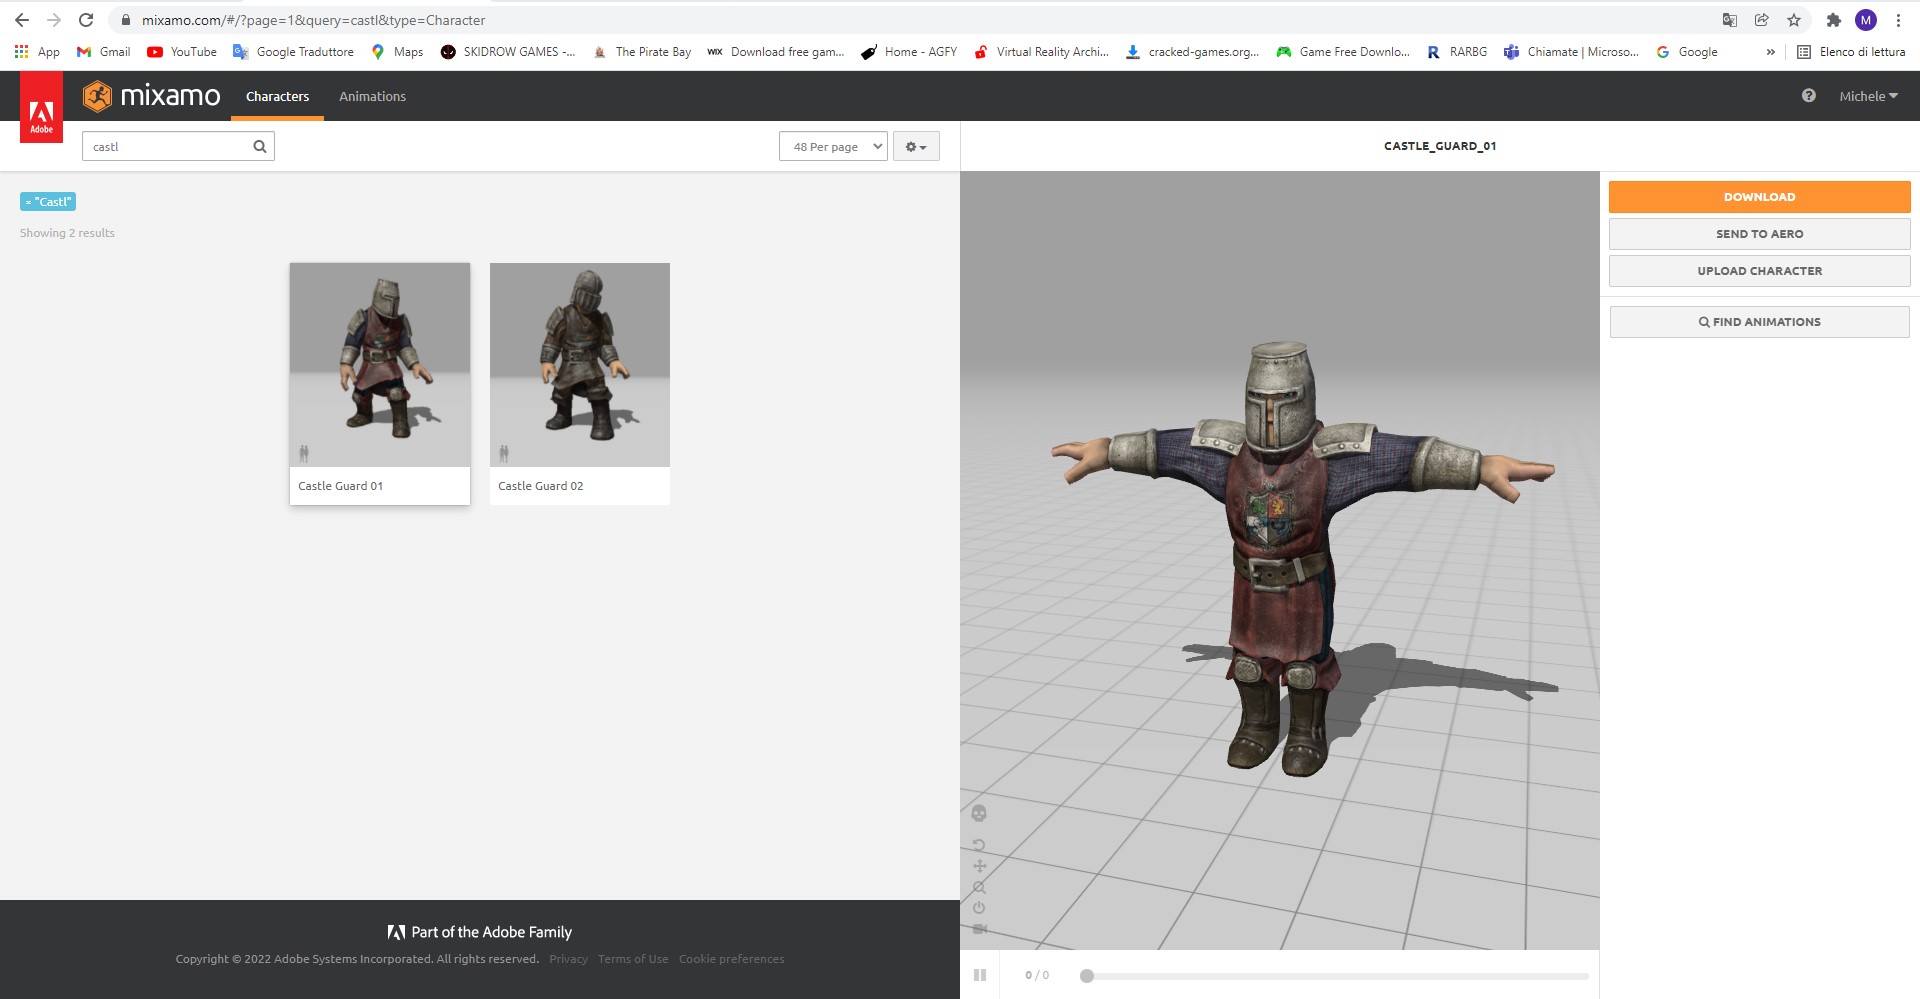 mixamo.com/#/?page=1&query=castl&type=Character
M
App Gmail YouTube Google Traduttore Maps SKIDROW GAMES -... The Pirate Bay WiX Download free gam... Home - AGFY Virtual Reality Archi... cracked-games.org... Game Free Downlo... R RARBG Chiamate | Microso... Google » Elenco di lettura
Adobe
mixamo
Characters Animations
Michele
castl
48 Per page
CASTLE_GUARD_01
× "Castl"
Showing 2 results
Castle Guard 01
Castle Guard 02
DOWNLOAD
SEND TO AERO
UPLOAD CHARACTER
FIND ANIMATIONS
Part of the Adobe Family
Copyright © 2022 Adobe Systems Incorporated. All rights reserved. Privacy Terms of Use Cookie preferences
0 / 0